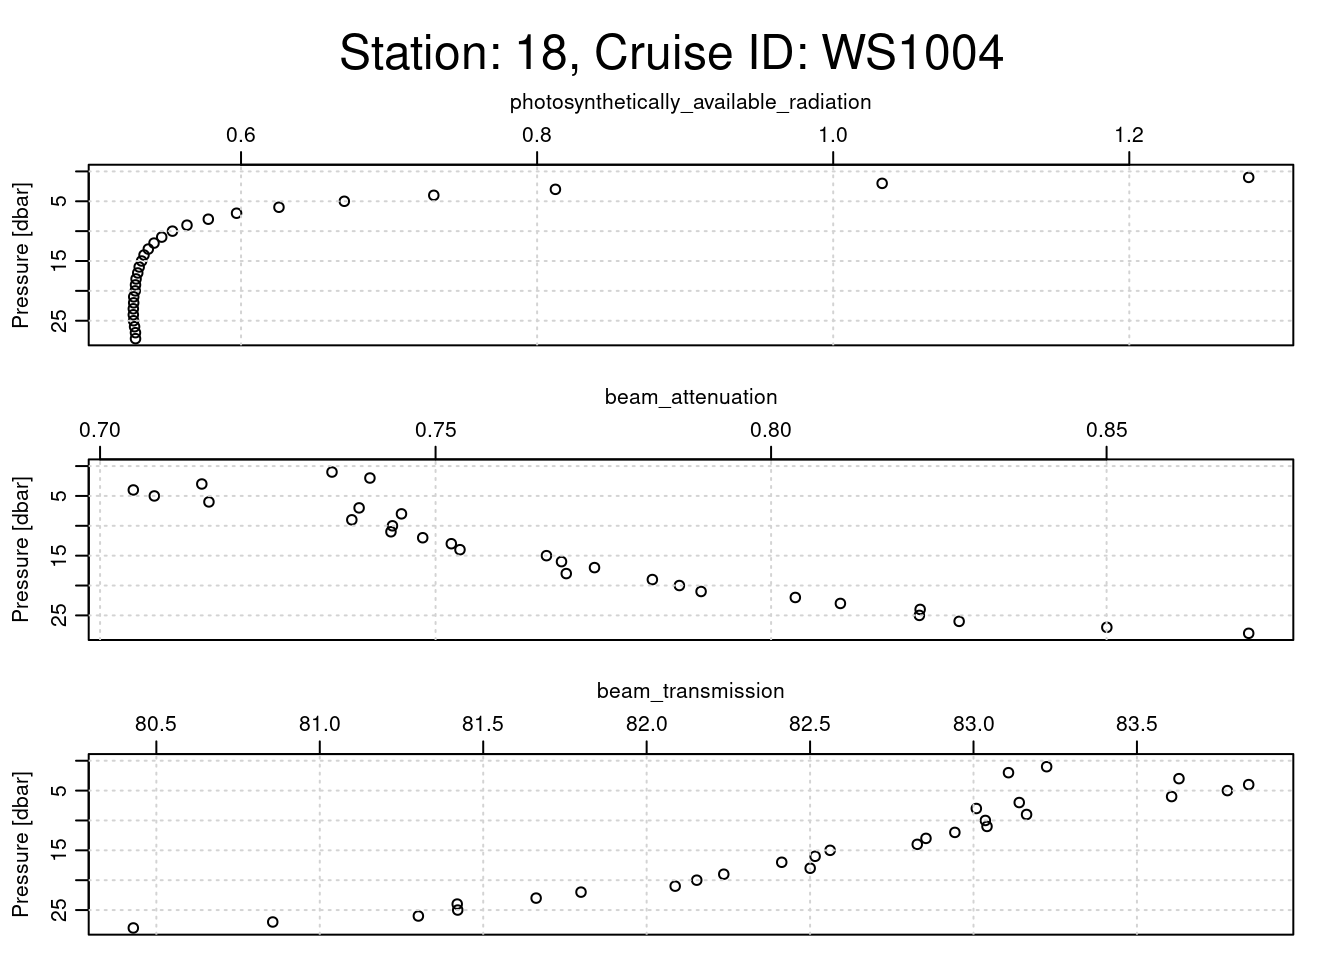 Station: 18, Cruise ID: WS1004
photosynthetically_available_radiation
0.6 0.8 1.0 1.2
Pressure [dbar]
5
15
25
beam_attenuation
0.70 0.75 0.80 0.85
Pressure [dbar]
5
15
25
beam_transmission
80.5 81.0 81.5 82.0 82.5 83.0 83.5
Pressure [dbar]
5
15
25